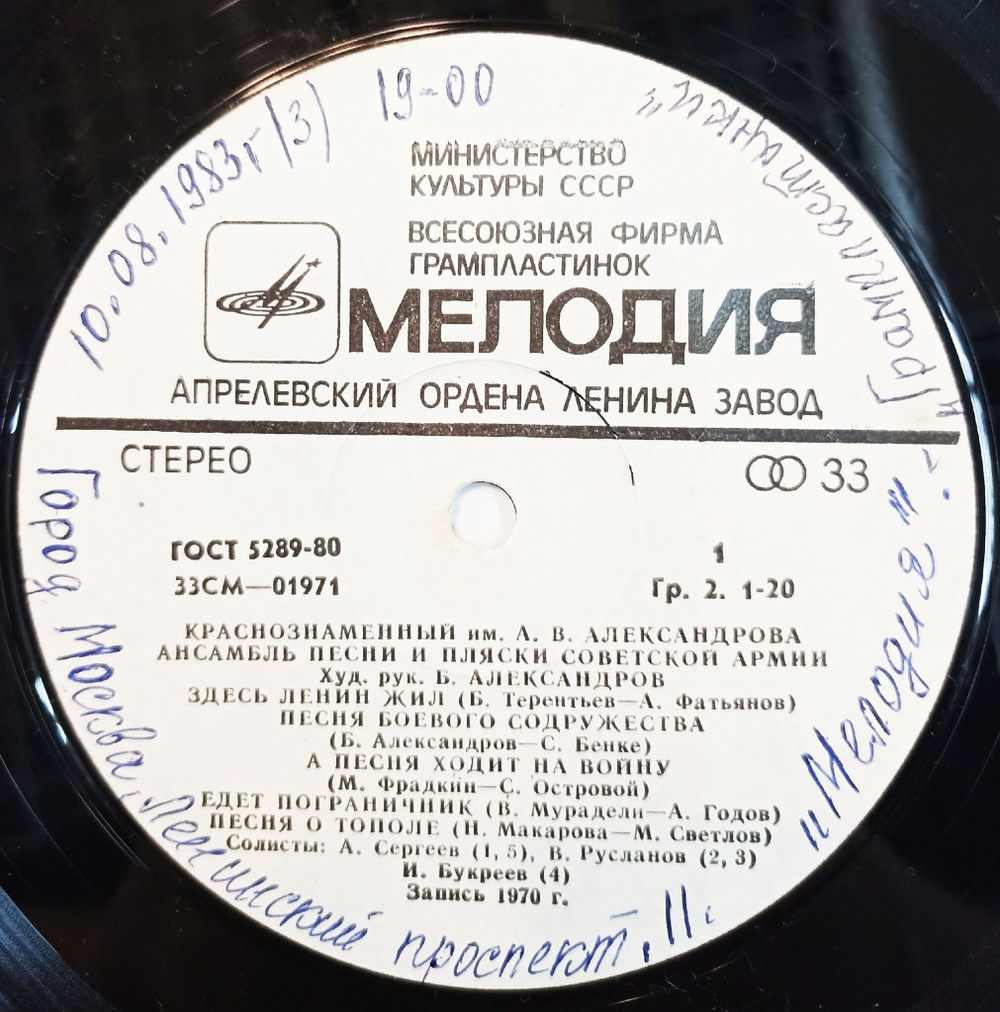 10.08.1983г (3) 19-00
МИНИСТЕРСТВО
КУЛЬТУРЫ СССР
ВСЕСОЮЗНАЯ ФИРМА
ГРАМПЛАСТИНОК
МЕЛОДИЯ
АПРЕЛЕВСКИЙ ОРДЕНА ЛЕНИНА ЗАВОД
СТЕРЕО
33
ГОСТ 5289-80
1
33СМ—01971
Гр. 2. 1-20
КРАСНОЗНАМЕННЫЙ им. А. В. АЛЕКСАНДРОВА
АНСАМБЛЬ ПЕСНИ И ПЛЯСКИ СОВЕТСКОЙ АРМИИ
Худ. рук. Б. АЛЕКСАНДРОВ
ЗДЕСЬ ЛЕНИН ЖИЛ (Б. Терентьев—А. Фатьянов)
ПЕСНЯ БОЕВОГО СОДРУЖЕСТВА
(Б. Александров—С. Бенке)
А ПЕСНЯ ХОДИТ НА ВОЙНУ
(М. Фрадкин—С. Островой)
ЕДЕТ ПОГРАНИЧНИК (В. Мурадели—А. Годов)
ПЕСНЯ О ТОПОЛЕ (Н. Макарова—М. Светлов)
Солисты: А. Сергеев (1, 5), В. Русланов (2, 3)
И. Букреев (4)
Запись 1970 г.
Город Москва, Ленинский проспект, 11.
"Мелодия"